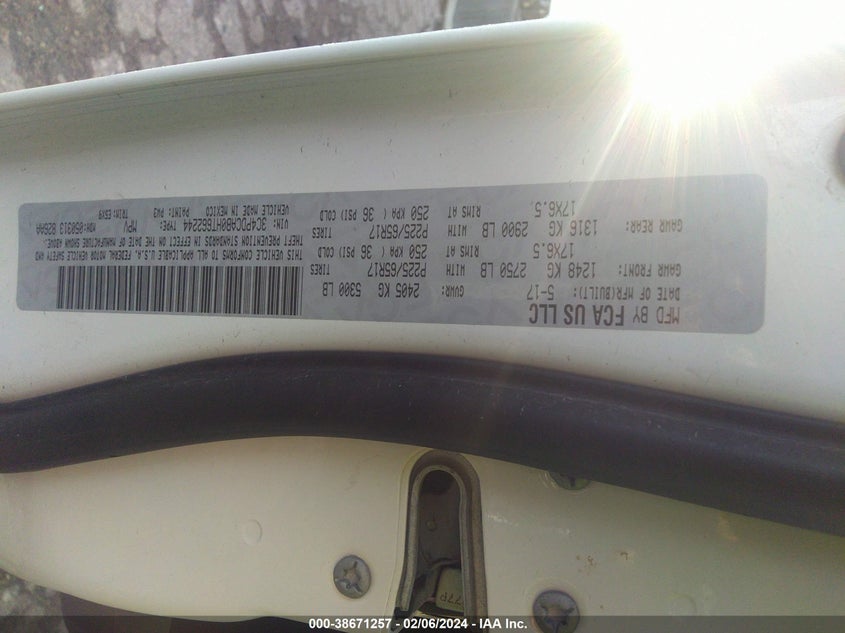 MFD BY FCA US LLC
DATE OF MFR(BUILT): 5-17 GVWR: 2405 KG 5300 LB
GAWR FRONT: 1248 KG 2750 LB WITH P225/65R17 TIRES
17X6.5 RIMS AT 250 KPA( 36 PSI) COLD
GAWR REAR: 1316 KG 2900 LB WITH P225/65R17 TIRES
17X6.5. RIMS AT 250 KPA( 36 PSI) COLD
THIS VEHICLE CONFORMS TO ALL APPLICABLE U.S.A. FEDERAL MOTOR VEHICLE SAFETY AND
THEFT PREVENTION STANDARDS IN EFFECT ON THE DATE OF MANUFACTURE SHOWN ABOVE.
VIN: 3C4PDCAB0HT662244 TYPE: MPV MDH:050313 026AA
VEHICLE MADE IN MEXICO PAINT: PW3 TRIM: E5X9
000-38671257 - 02/06/2024 - IAA Inc.